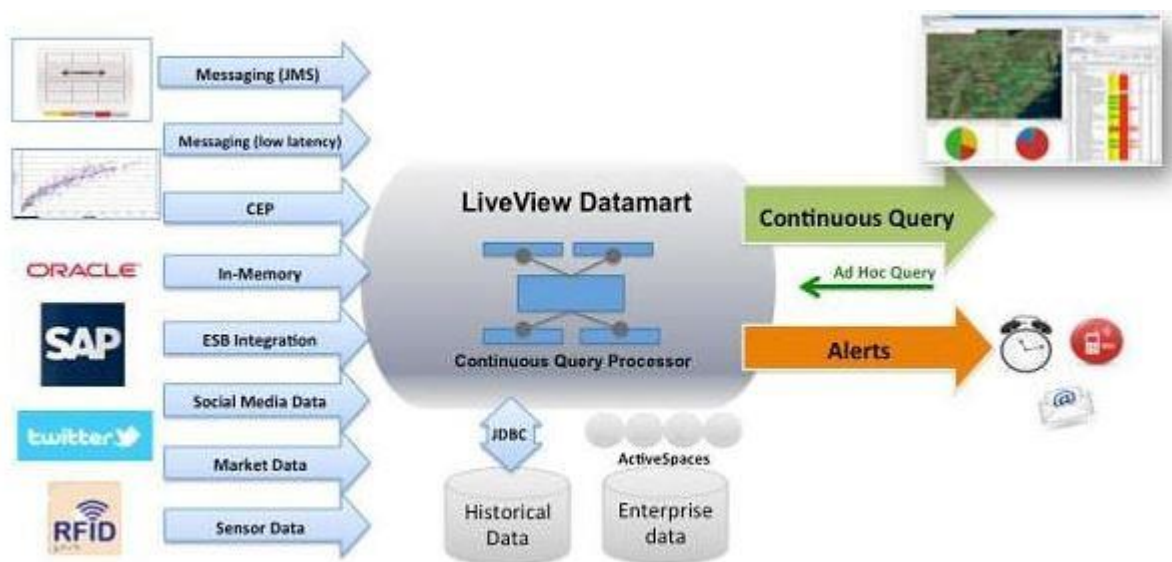 Messaging (JMS)
Messaging (low latency)
CEP
ORACLE
In-Memory
SAP
ESB Integration
Social Media Data
twitter
Market Data
RFID
Sensor Data
LiveView Datamart
Continuous Query Processor
Continuous Query
Ad Hoc Query
Alerts
@
JDBC
ActiveSpaces
Historical
Data
Enterprise
data